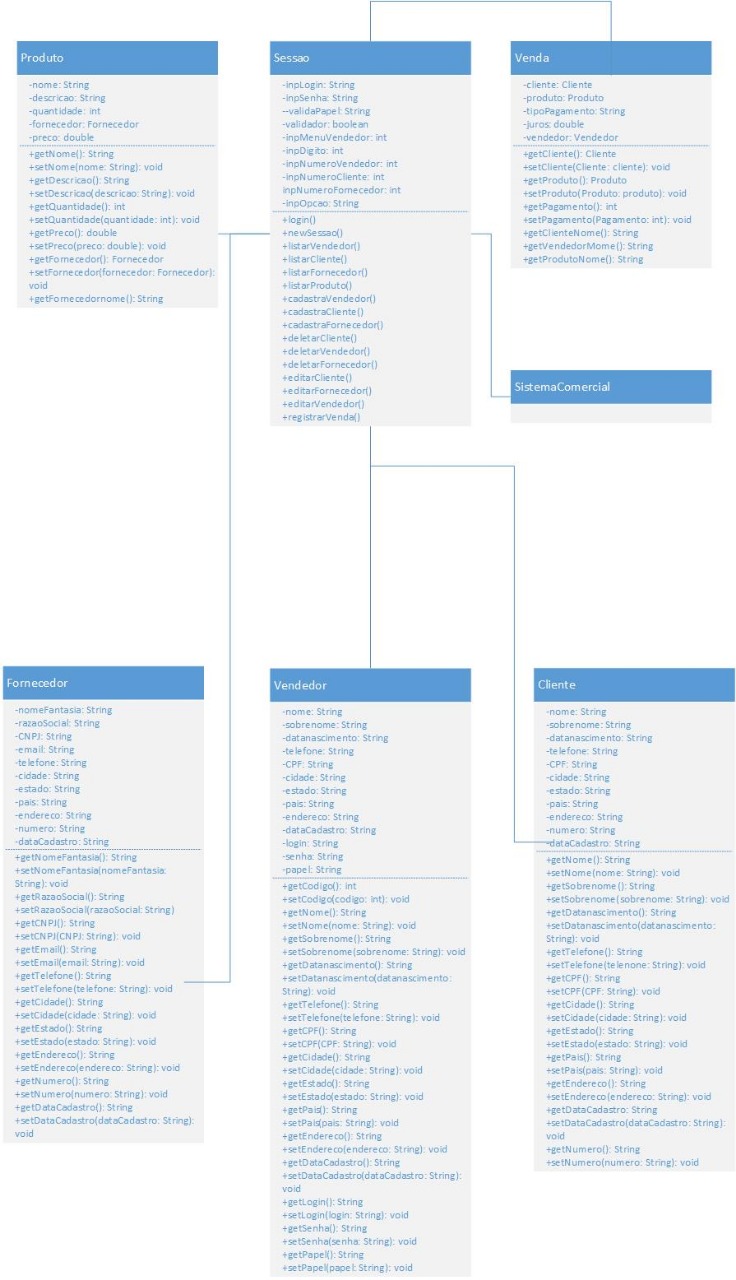 Produto
-nome: String
-descricao: String
-quantidade: int
-fornecedor: Fornecedor
-preco: double
+getNome(): String
+setNome(nome: String): void
+getDescricao(): String
+setDescri(descricao: String): void
+getQuantidade(): int
+setQuantidade(quantidade: int): void
+getPreco(): double
+setPreco(preco: double): void
+getFornecedor(): Fornecedor
+setFornecedor(fornecedor: Fornecedor):
void
+getFornecedornome(): String
Sessao
-inpLogin: String
-inpSenha: String
--validaPapel: String
-validador: boolean
-inpMenuVendedor: int
-inpDigito: int
-inpNumeroVendedor: int
-inpNumeroCliente: int
inpNumeroFornecedor: int
-inpOpcao: String
+login()
+newSessao()
+listarVendedor()
+listarCliente()
+listarFornecedor()
+listarProduto()
+cadastraVendedor()
+cadastraCliente()
+cadastraFornecedor()
+deletarCliente()
+deletarVendedor()
+deletarFornecedor()
+editarCliente()
+editarFornecedor()
+editarVendedor()
+registrarVenda()
Venda
-cliente: Cliente
-produto: Produto
-tipoPagamento: String
-juros: double
-vendedor: Vendedor
+getCliente(): Cliente
+setCliente(Cliente: cliente): void
+getProduto(): Produto
+setProduto(Produto: produto): void
+getPagamento(): int
+setPagamento(Pagamento: int): void
+getClienteNome(): String
+getVendedorMome(): String
+getProdutoNome(): String
SistemaComercial
Fornecedor
-nomeFantasia: String
-razaoSocial: String
-CNPJ: String
-email: String
-telefone: String
-cidade: String
-estado: String
-pais: String
-endereco: String
-numero: String
-dataCadastro: String
+getNomeFantasia(): String
+setNomeFantasia(nomeFantasia:
String): void
+getRazaoSocial(): String
+setRazaoSocial(razaoSocial: String)
+getCNPJ(): String
+setCNPJ(CNPJ: String): void
+getEmail(): String
+setEmail(email: String): void
+getTelefone(): String
+setTelefone(telefone: String): void
+getCidade(): String
+setCidade(cidade: String): void
+getEstado(): String
+setEstado(estado: String): void
+getEndereco(): String
+setEndereco(endereco: String): void
+getNumero(): String
+setNumero(numero: String): void
+getDataCadastro(): String
+setDataCadastro(dataCadastro: String):
void
Vendedor
-nome: String
-sobrenome: String
-datanascimento: String
-telefone: String
-CPF: String
-cidade: String
-estado: String
-pais: String
-endereco: String
-dataCadastro: String
-login: String
-senha: String
-papel: String
+getCodigo(): int
+setCodigo(codigo: int): void
+getNome(): String
+setNome(nome: String): void
+getSobrenome(): String
+setSobrenome(sobrenome: String): void
+getDatanascimento(): String
+setDatanascimento(datanascimento:
String): void
+getTelefone(): String
+setTelefone(telefone: String): void
+getCPF(): String
+setCPF(CPF: String): void
+getCidade(): String
+setCidade(cidade: String): void
+getEstado(): String
+setEstado(estado: String): void
+getPais(): String
+setPais(pais: String): void
+getEndereco(): String
+setEndereco(endereco: String): void
+getDataCadastro(): String
+setDataCadastro(dataCadastro: String):
void
+getLogin(): String
+setLogin(login: String): void
+getSenha(): String
+setSenha(senha: String): void
+getPapel(): String
+setPapel(papel: String): void
Cliente
-nome: String
-sobrenome: String
-datanascimento: String
-telefone: String
-CPF: String
-cidade: String
-estado: String
-pais: String
-endereco: String
-numero: String
-dataCadastro: String
+getNome(): String
+setNome(nome: String): void
+getSobrenome(): String
+setSobrenome(sobrenome: String): void
+getDatanascimento(): String
+setDatanascimento(datanascimento:
String): void
+getTelefone(): String
+setTelefone(telenone: String): void
+getCPF(): String
+setCPF(CPF: String): void
+getCidade(): String
+setCidade(cidade: String): void
+getEstado(): String
+setEstado(estado: String): void
+getPais(): String
+setPais(pais: String): void
+getEndereco(): String
+setEndereco(endereco: String): void
+getDataCadastro: String
+setDataCadastro(dataCadastro: String):
void
+getNumero(): String
+setNumero(numero: String): void